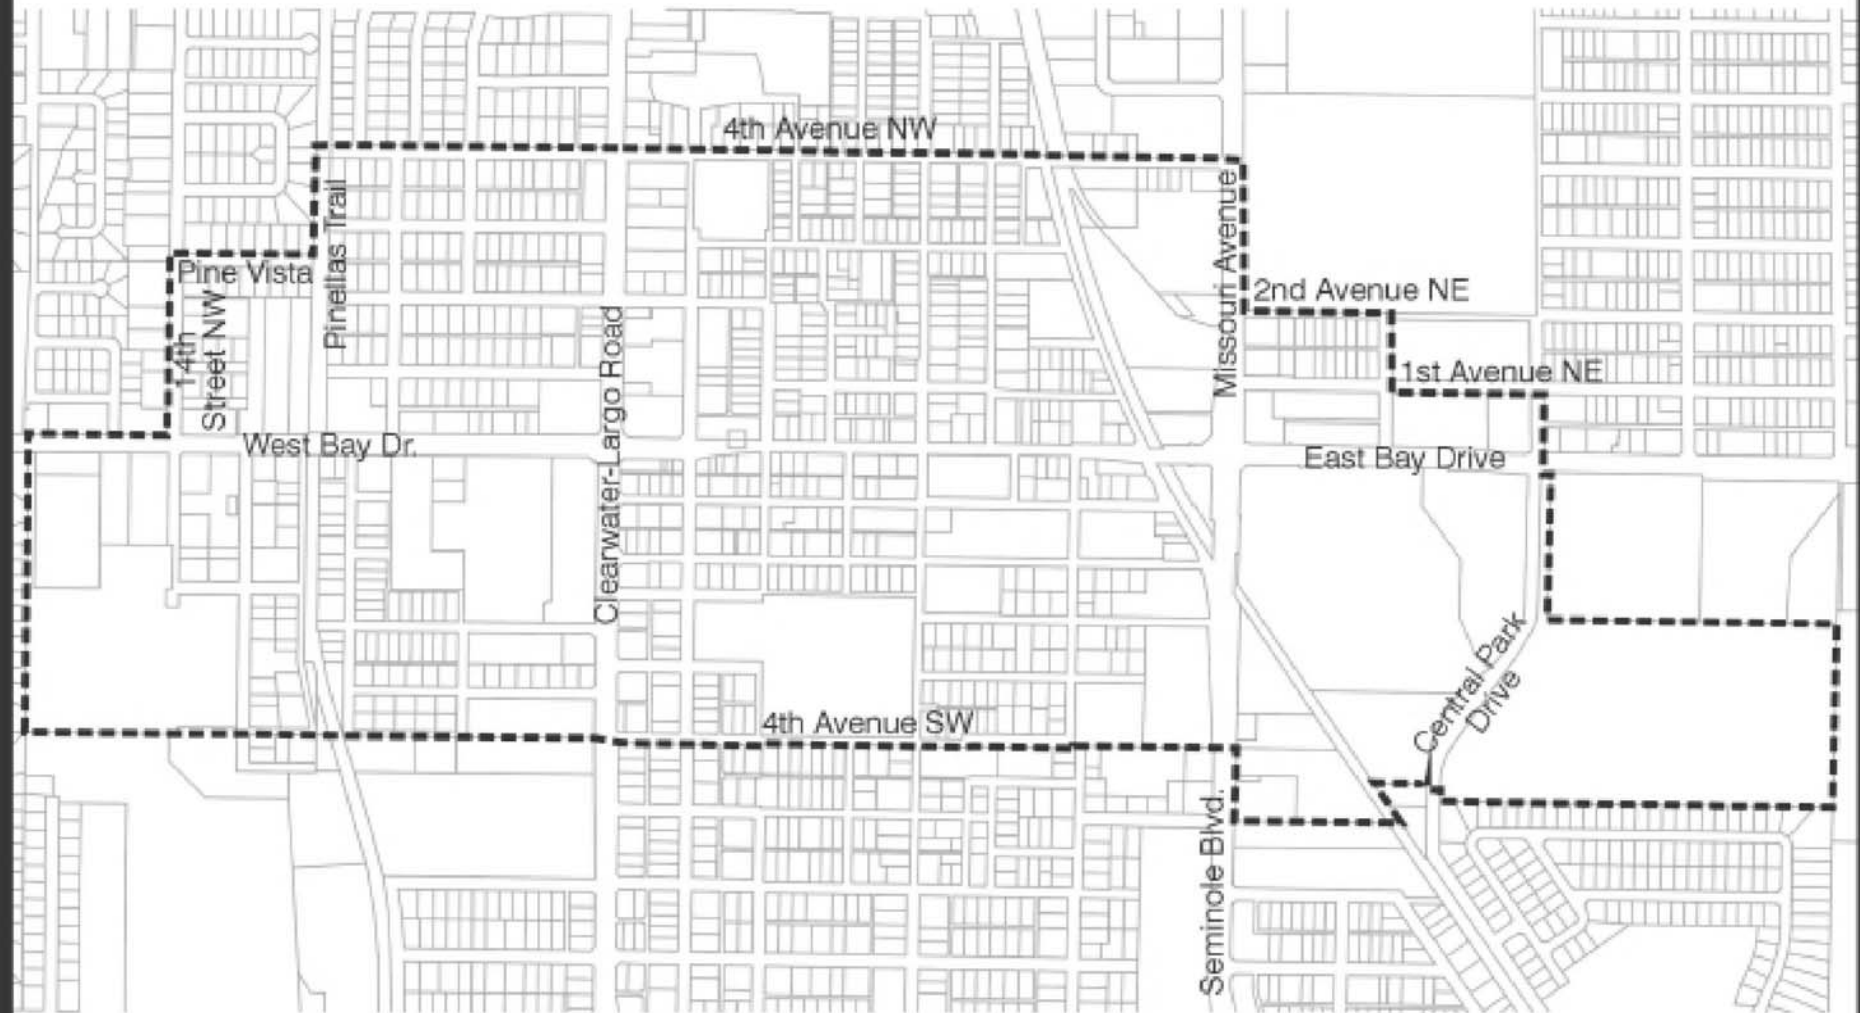 4th Avenue NW
Pinellas Trail
Missouri Avenue
Pine Vista
14th
Street NW
2nd Avenue NE
1st Avenue NE
Clearwater-Largo Road
West Bay Dr.
East Bay Drive
Central Park
Drive
4th Avenue SW
Seminole Blvd.